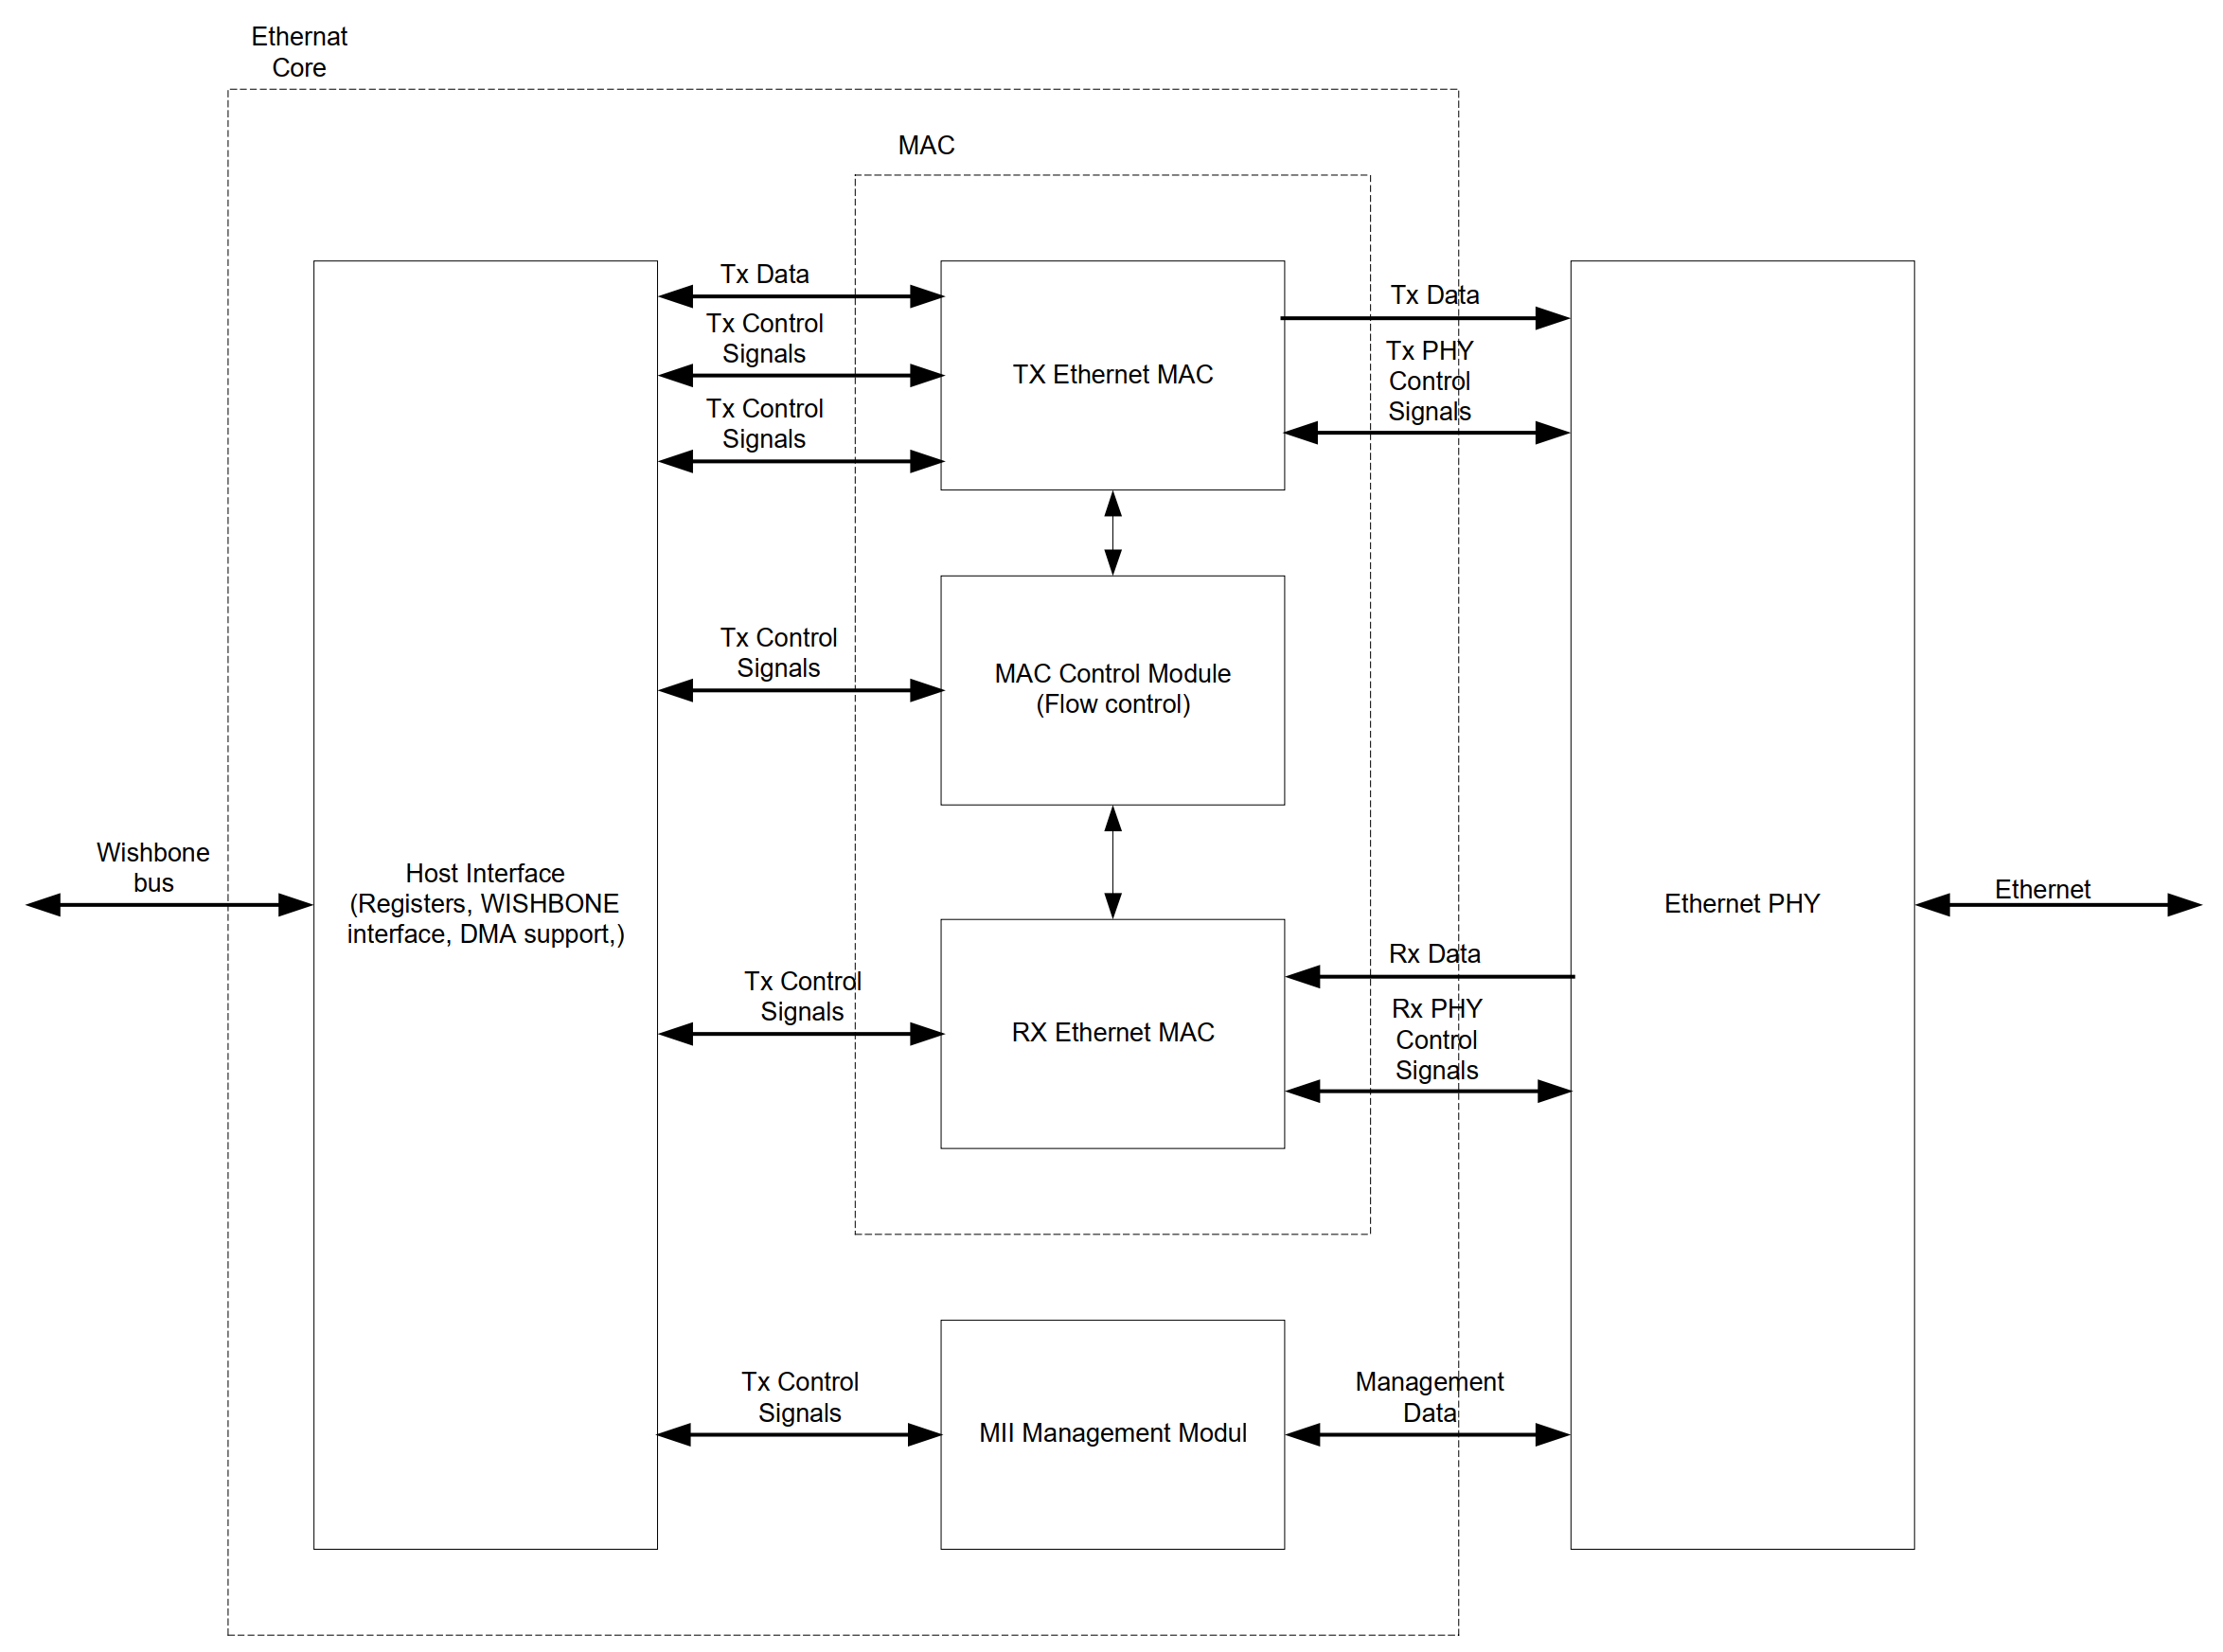 Ethernat
Core
MAC
Tx Data
Tx Control
Signals
Tx Control
Signals
TX Ethernet MAC
Tx Data
Tx PHY
Control
Signals
Tx Control
Signals
MAC Control Module
(Flow control)
Wishbone
bus
Host Interface
(Registers, WISHBONE
interface, DMA support,)
Ethernet PHY
Ethernet
Tx Control
Signals
RX Ethernet MAC
Rx Data
Rx PHY
Control
Signals
Tx Control
Signals
MII Management Modul
Management
Data